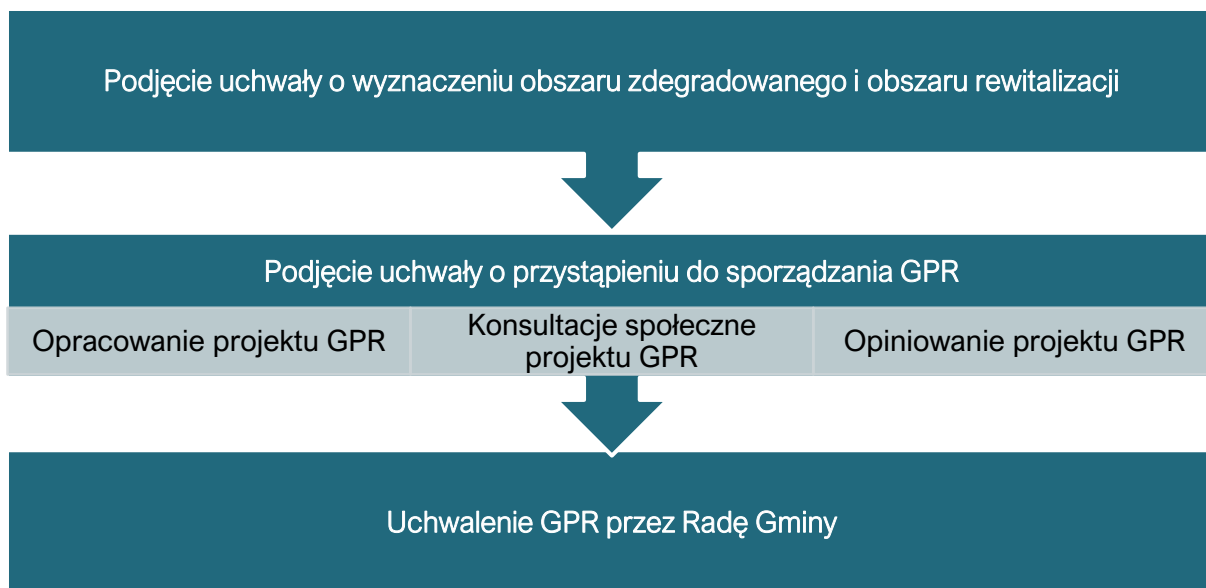 Podjęcie uchwały o wyznaczeniu obszaru zdegradowanego i obszaru rewitalizacji
Podjęcie uchwały o przystąpieniu do sporządzania GPR
Opracowanie projektu GPR
Konsultacje społeczne
projektu GPR
Opiniowanie projektu GPR
Uchwalenie GPR przez Radę Gminy